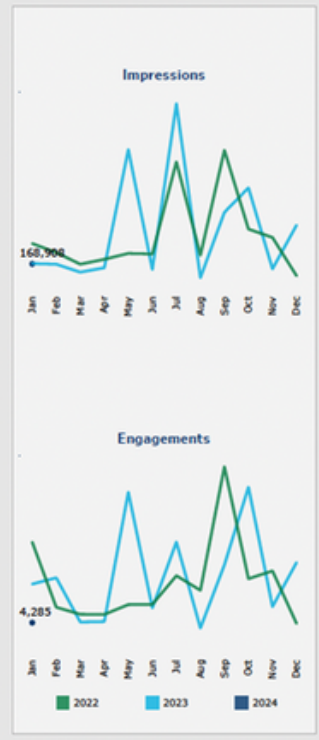 Impressions
168,908
Jan Feb Mar Apr May Jun Jul Aug Sep Oct Nov Dec
Engagements
4,285
Jan Feb Mar Apr May Jun Jul Aug Sep Oct Nov Dec
2022 2023 2024